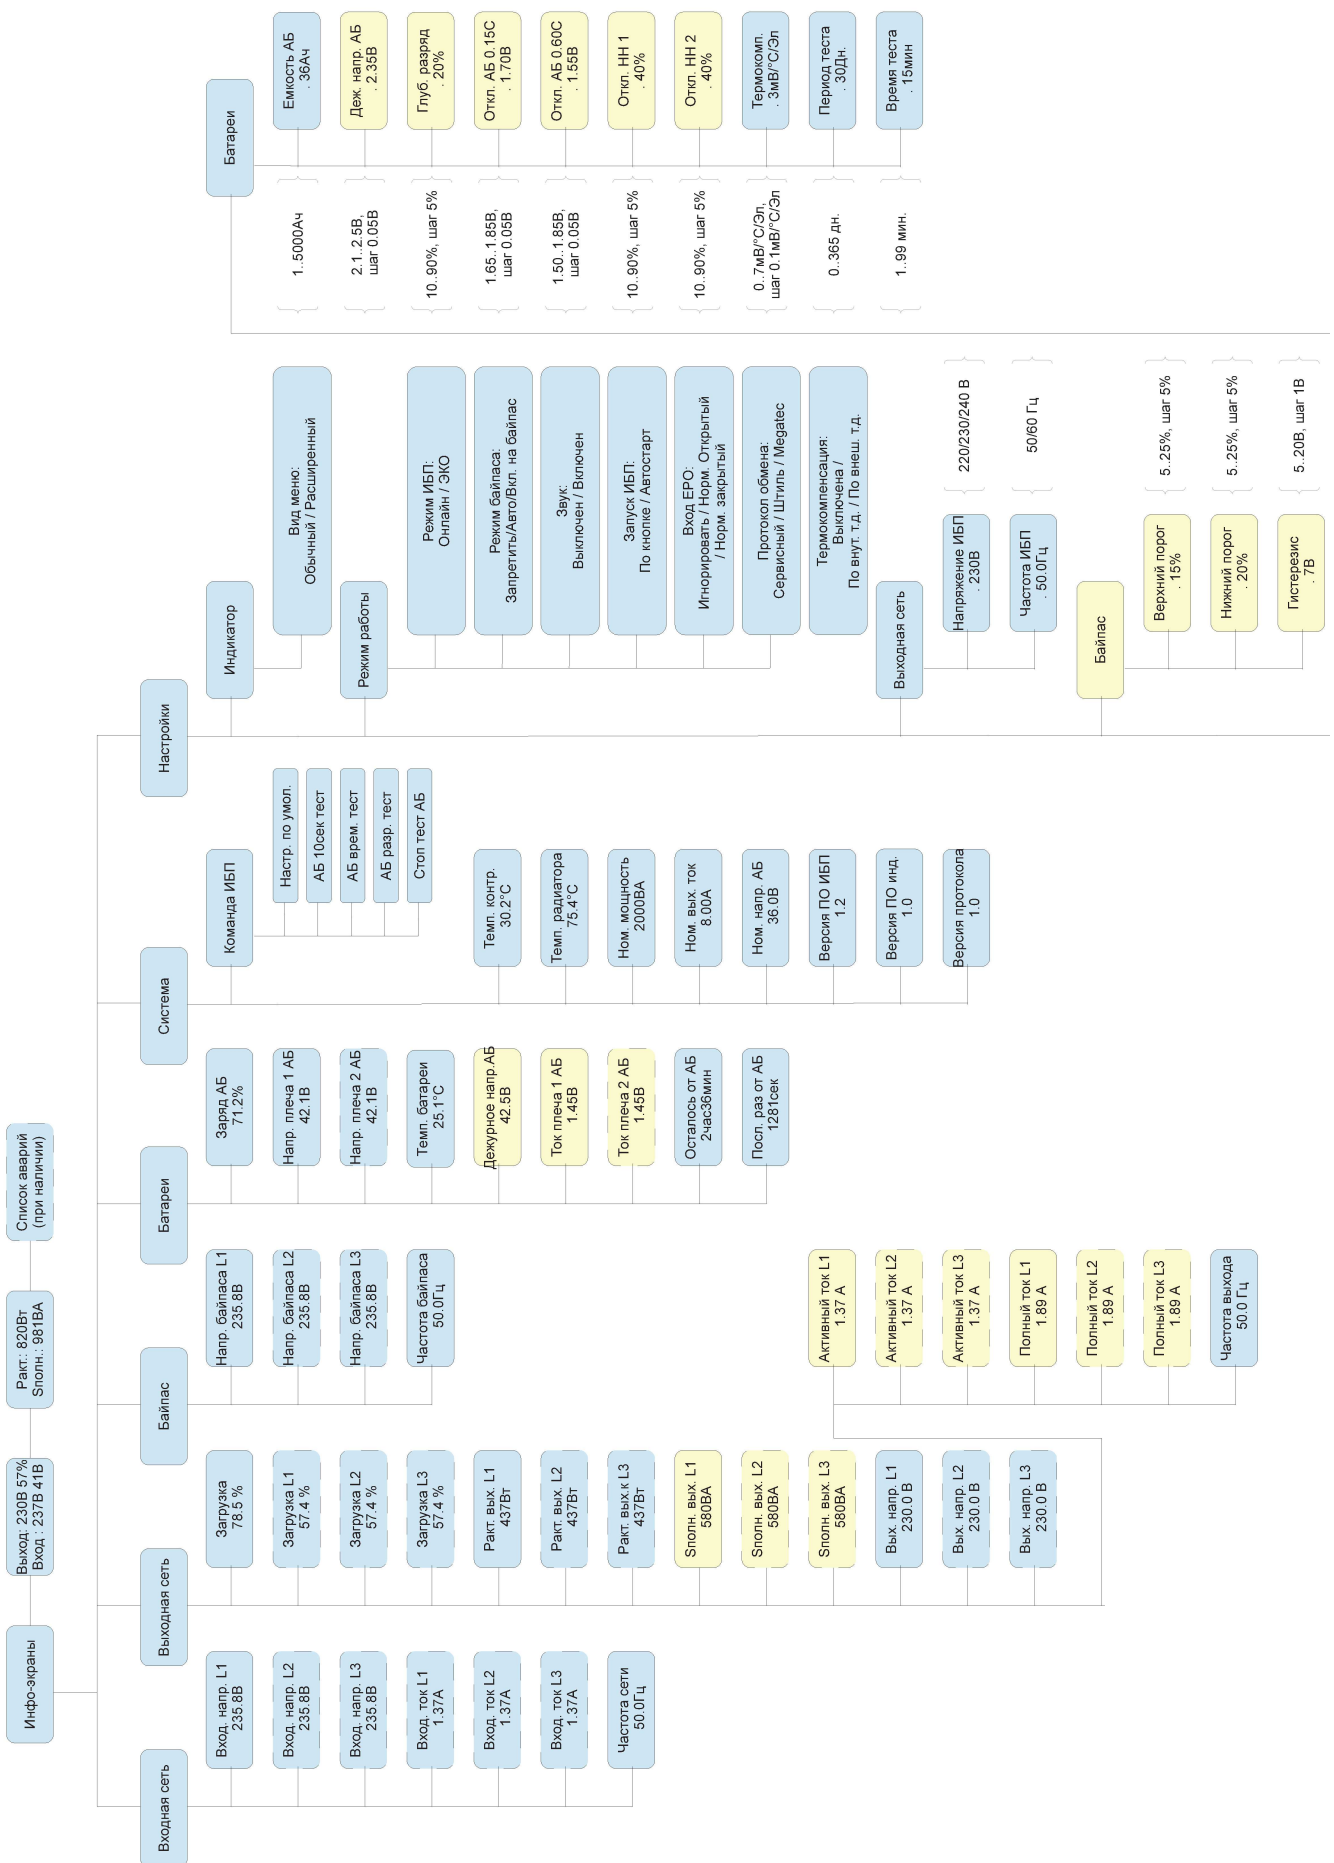 Инфо-экраны
Выход: 230В 57%
Вход : 237В 41В
Pакт.: 820Вт
Sполн.: 981ВА
Список аварий
(при наличии)
Входная сеть
Вход. напр. L1
235.8В
Вход. напр. L2
235.8В
Вход. напр. L3
235.8В
Вход. ток L1
1.37А
Вход. ток L2
1.37А
Вход. ток L3
1.37А
Частота сети
50.0Гц
Выходная сеть
Загрузка
78.5 %
Загрузка L1
57.4 %
Загрузка L2
57.4 %
Загрузка L3
57.4 %
Pакт. вых. L1
437Вт
Pакт. вых. L2
437Вт
Pакт. вых.к L3
437Вт
Sполн. вых. L1
580ВА
Sполн. вых. L2
580ВА
Sполн. вых. L3
580ВА
Вых. напр. L1
230.0 В
Вых. напр. L2
230.0 В
Вых. напр. L3
230.0 В
Активный ток L1
1.37 А
Активный ток L2
1.37 А
Активный ток L3
1.37 А
Полный ток L1
1.89 А
Полный ток L2
1.89 А
Полный ток L3
1.89 А
Частота выхода
50.0 Гц
Байпас
Напр. байпаса L1
235.8В
Напр. байпаса L2
235.8В
Напр. байпаса L3
235.8В
Частота байпаса
50.0Гц
Батареи
Заряд АБ
71.2%
Напр. плеча 1 АБ
42.1В
Напр. плеча 2 АБ
42.1В
Темп. батареи
25.1°C
Дежурное напр.АБ
42.5В
Ток плеча 1 АБ
1.45В
Ток плеча 2 АБ
1.45В
Осталось от АБ
2час36мин
Посл. раз от АБ
1281сек
Система
Команда ИБП
Настр. по умол.
АБ 10сек тест
АБ врем. тест
АБ разр. тест
Стоп тест АБ
Темп. контр.
30.2°C
Темп. радиатора
75.4°C
Ном. мощность
2000ВА
Ном. вых. ток
8.00А
Ном. напр. АБ
36.0В
Версия ПО ИБП
1.2
Версия ПО инд.
1.0
Версия протокола
1.0
Настройки
Индикатор
Вид меню:
Обычный / Расширенный
Режим работы
Режим ИБП:
Онлайн / ЭКО
Режим байпаса:
Запретить/Авто/Вкл. на байпас
Звук:
Выключен / Включен
Запуск ИБП:
По кнопке / Автостарт
Вход EPO:
Игнорировать / Норм. Открытый
/ Норм. закрытый
Протокол обмена:
Сервисный / Штиль / Megatec
Термокомпенсация:
Выключена /
По внут. т.д. / По внеш. т.д.
Выходная сеть
Напряжение ИБП
. 230В
220/230/240 В
Частота ИБП
. 50.0Гц
50/60 Гц
Байпас
Верхний порог
. 15%
5..25%, шаг 5%
Нижний порог
. 20%
5..25%, шаг 5%
Гистерезис
. 7В
5..20В, шаг 1В
Батареи
1..5000Ач
Емкость АБ
. 36Ач
2.1..2.5В,
шаг 0.05В
Деж. напр. АБ
. 2.35В
10..90%, шаг 5%
Глуб. разряд
. 20%
1.65..1.85В,
шаг 0.05В
Откл. АБ 0.15С
. 1.70В
1.50..1.85В,
шаг 0.05В
Откл. АБ 0.60С
. 1.55В
10..90%, шаг 5%
Откл. НН 1
. 40%
10..90%, шаг 5%
Откл. НН 2
. 40%
0..7мВ/°C/Эл,
шаг 0.1мВ/°C/Эл
Термокомп.
. 3мВ/°C/Эл
0..365 дн.
Период теста
. 30Дн.
1..99 мин.
Время теста
. 15мин